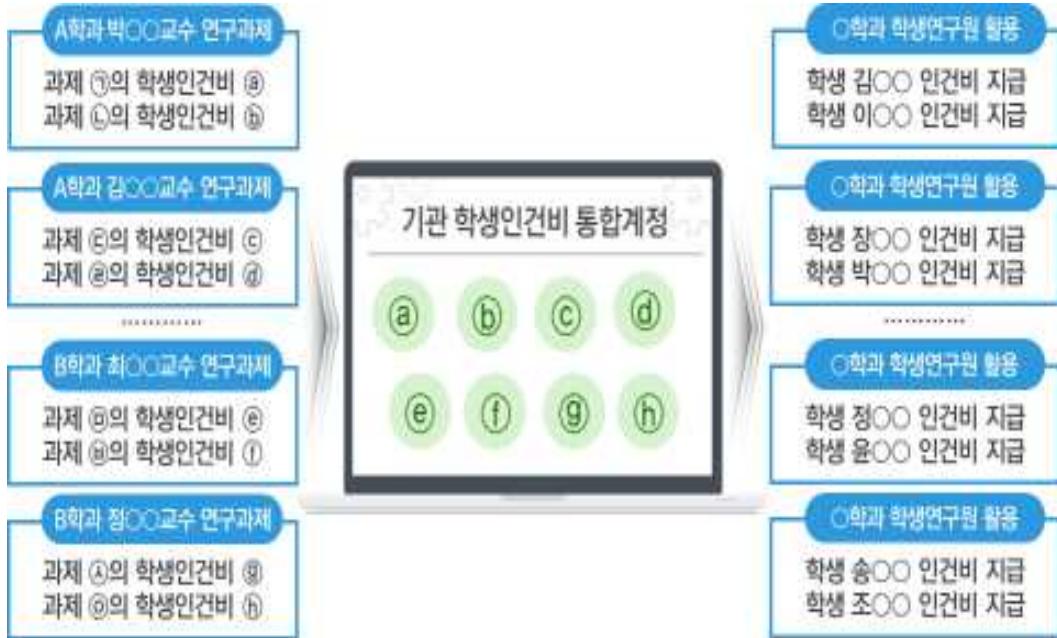 A학과 박○○교수 연구과제
과제 ㉠의 학생인건비 ⓐ
과제 ㉡의 학생인건비 ⓑ
A학과 김○○교수 연구과제
과제 ㉢의 학생인건비 ⓒ
과제 ㉣의 학생인건비 ⓓ
…………
B학과 최○○교수 연구과제
과제 ㉤의 학생인건비 ⓔ
과제 ㉥의 학생인건비 ⓕ
B학과 정○○교수 연구과제
과제 ㉦의 학생인건비 ⓖ
과제 ㉧의 학생인건비 ⓗ
기관 학생인건비 통합계정
ⓐ ⓑ ⓒ ⓓ
ⓔ ⓕ ⓖ ⓗ
○학과 학생연구원 활용
학생 김○○ 인건비 지급
학생 이○○ 인건비 지급
○학과 학생연구원 활용
학생 장○○ 인건비 지급
학생 박○○ 인건비 지급
…………
○학과 학생연구원 활용
학생 정○○ 인건비 지급
학생 윤○○ 인건비 지급
○학과 학생연구원 활용
학생 송○○ 인건비 지급
학생 조○○ 인건비 지급